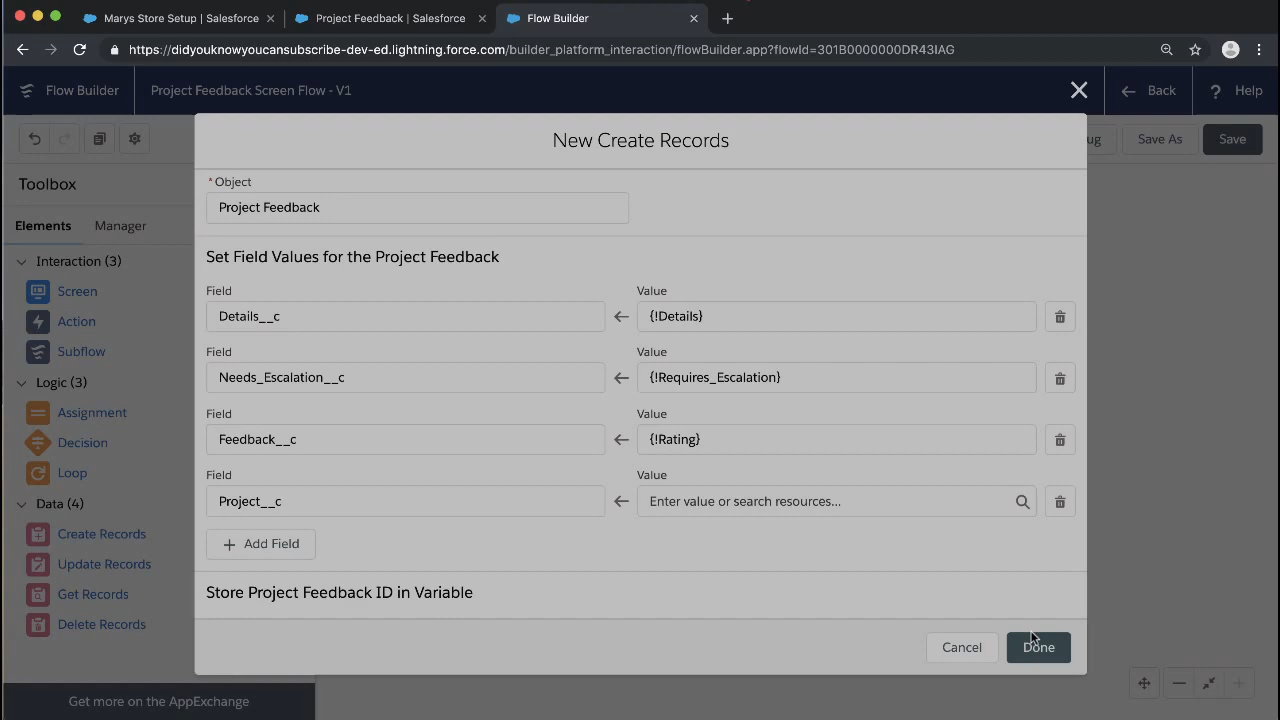 Marys Store Setup | Salesforce
Project Feedback | Salesforce
Flow Builder
https://didyouknowyoucansubscribe-dev-ed.lightning.force.com/builder_platform_interaction/flowBuilder.app?flowId=301B0000000DR43IAG
Flow Builder
Project Feedback Screen Flow - V1
Back
? Help
New Create Records
ug
Save As
Save
Toolbox
Elements
Manager
Interaction (3)
Screen
Action
Subflow
Logic (3)
Assignment
Decision
Loop
Data (4)
Create Records
Update Records
Get Records
Delete Records
Get more on the AppExchange
* Object
Project Feedback
Set Field Values for the Project Feedback
Field
Value
Details__c
{!Details}
Field
Value
Needs_Escalation__c
{!Requires_Escalation}
Field
Value
Feedback__c
{!Rating}
Field
Value
Project__c
Enter value or search resources...
+ Add Field
Store Project Feedback ID in Variable
Cancel
Done